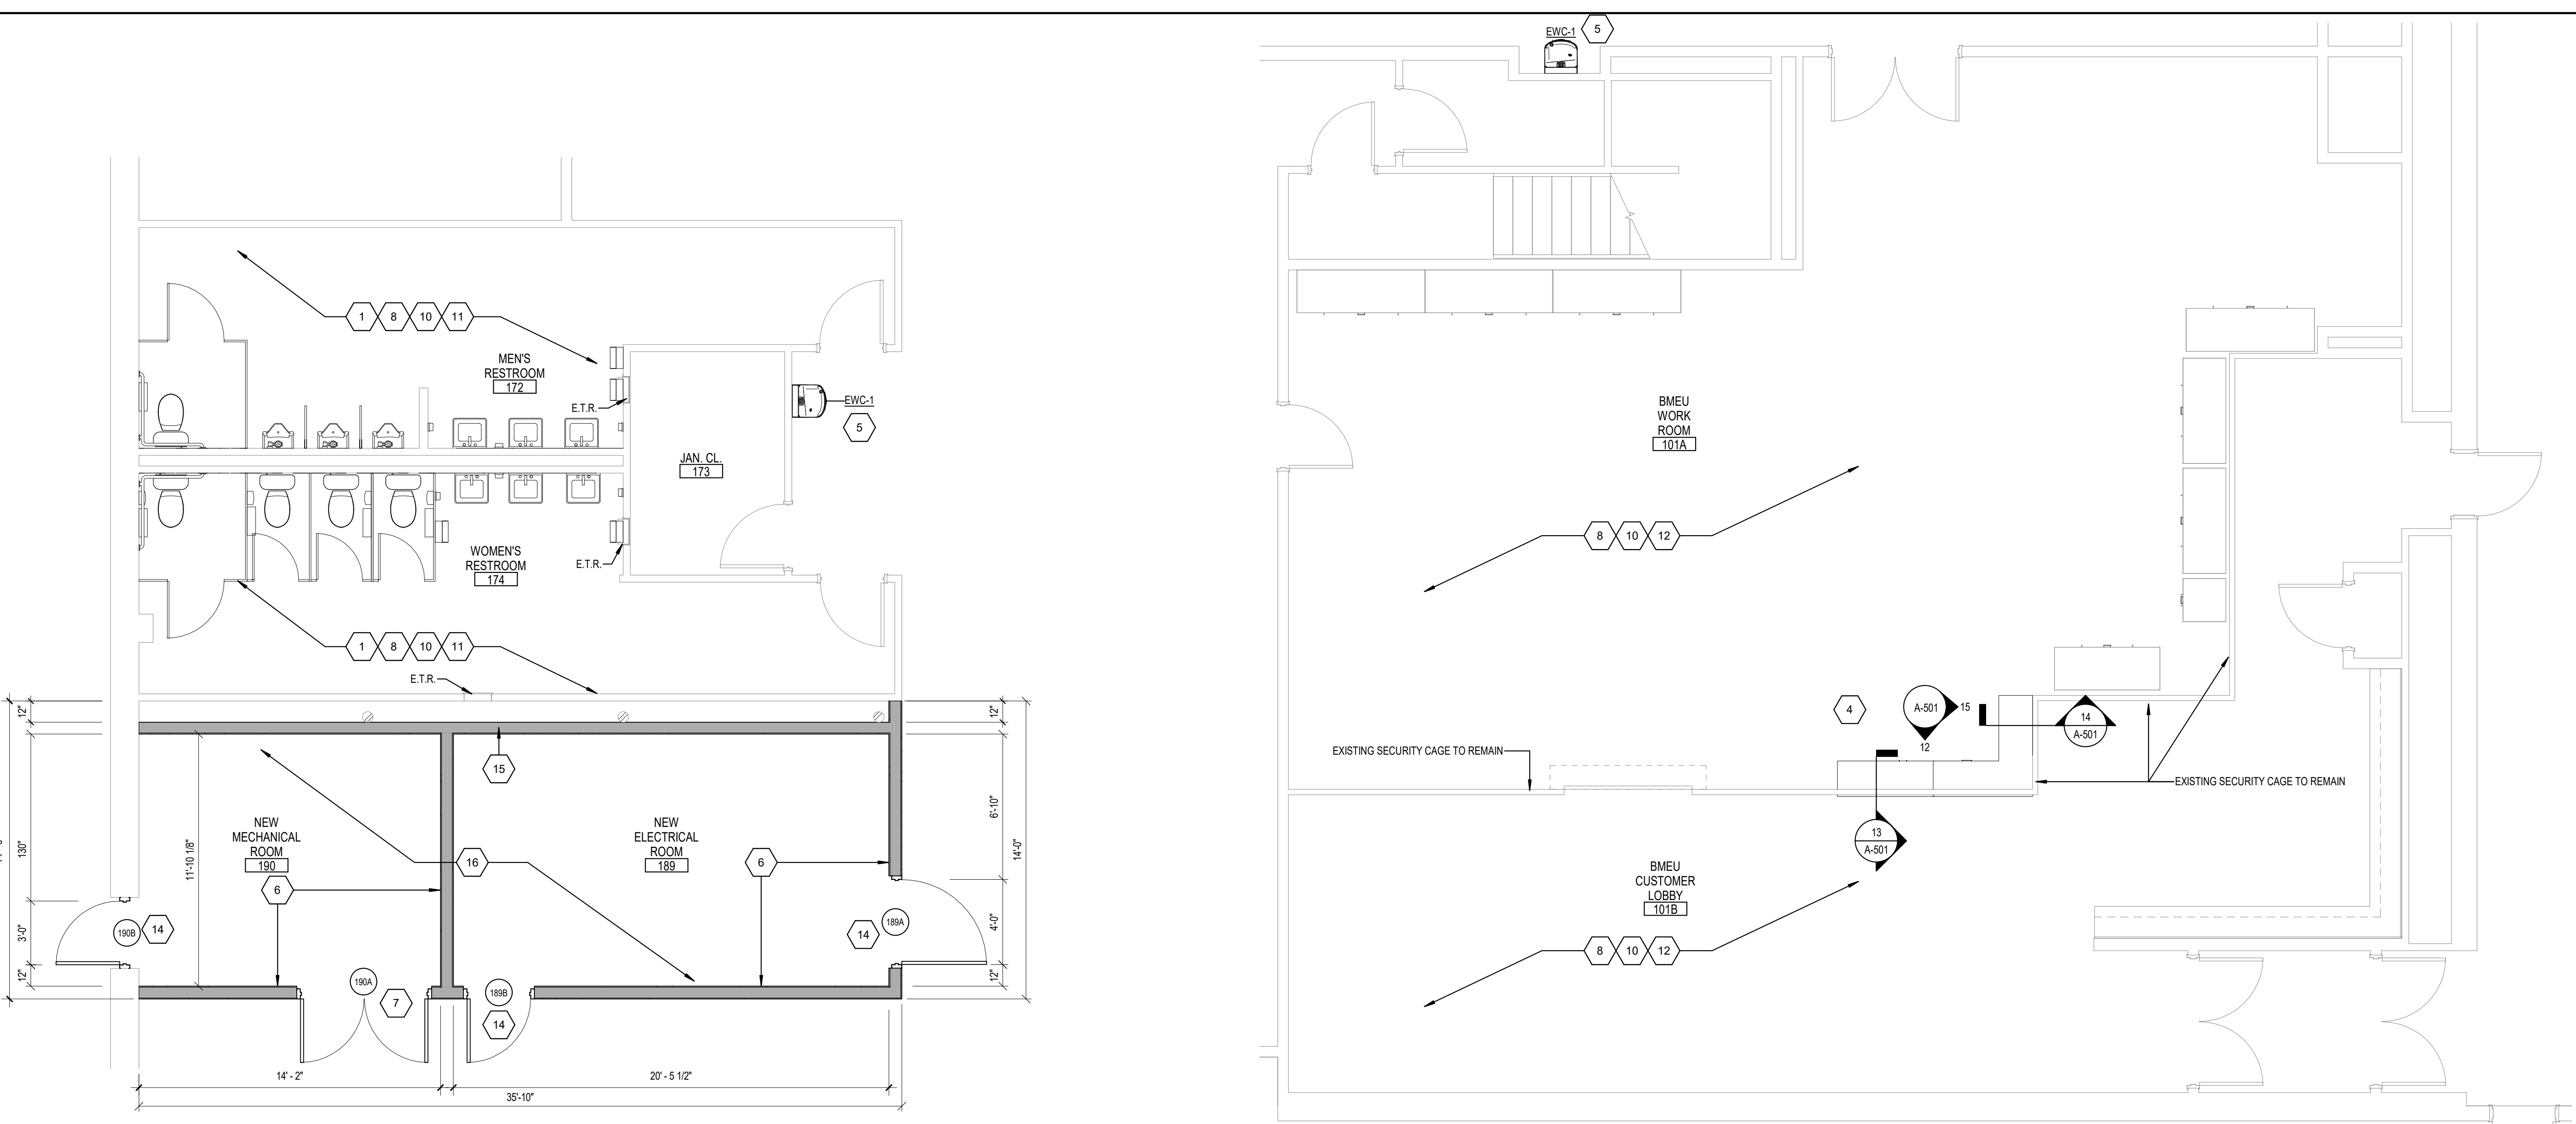 EWC-1
5
1
8
10
11
MEN'S
RESTROOM
172
E.T.R.
EWC-1
5
JAN. CL.
173
WOMEN'S
RESTROOM
174
E.T.R.
1
8
10
11
E.T.R.
12"
12"
15
130"
11'-10 1/8"
6'-10"
14'-0"
NEW
MECHANICAL
ROOM
190
NEW
ELECTRICAL
ROOM
189
16
6
6
190B
14
189A
14
3'-0"
4'-0"
12"
12"
190A
7
189B
14
14' - 2"
20' - 5 1/2"
35'-10"
BMEU
WORK
ROOM
101A
8
10
12
4
A-501
15
12
14
A-501
EXISTING SECURITY CAGE TO REMAIN
EXISTING SECURITY CAGE TO REMAIN
13
A-501
BMEU
CUSTOMER
LOBBY
101B
8
10
12